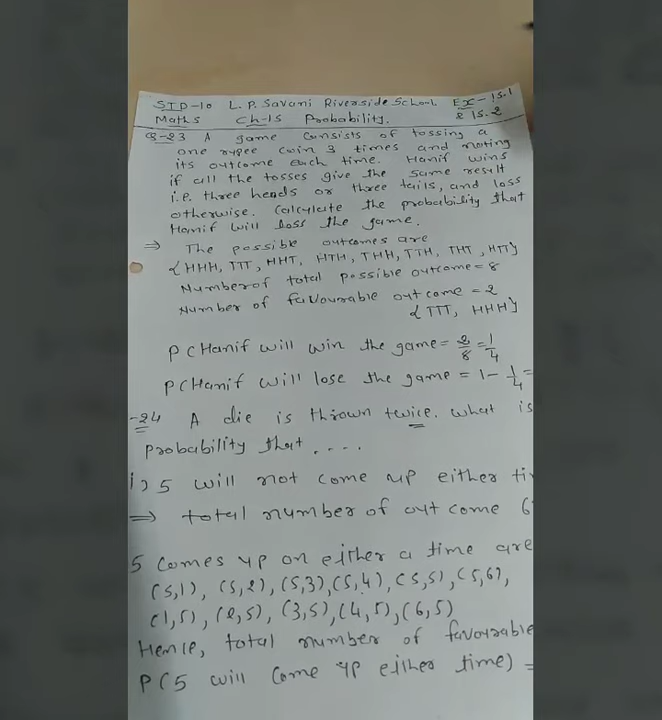 STD-10 L.P. Savani Riverside School. Ex-15.1
Maths Ch-15 Probability. & 15.2
Q-23 A game consists of tossing a
one rupee coin 3 times and noting
its outcome each time. Hanif wins
if all the tosses give the same result
i.e. three heads or three tails, and loss
otherwise. Calculate the probability that
Hanif will loss the game.
⇒ The possible outcomes are
{HHH, TTT, HHT, HTH, THH, TTH, THT, HTT}
Number of total possible outcome = 8
Number of favourable outcome = 2
{TTT, HHH}
P(Hanif will win the game = 2/8 = 1/4
P(Hanif will lose the game = 1 - 1/4 =
-24 A die is thrown twice. what is
probability that ....
i) 5 will not come up either ti
⇒ total number of out come 6
5 comes up on either a time are
(5,1), (5,2), (5,3), (5,4), (5,5), (5,6),
(1,5), (2,5), (3,5), (4,5), (6,5)
Hence, total number of favourable
P(5 will come up either time) =